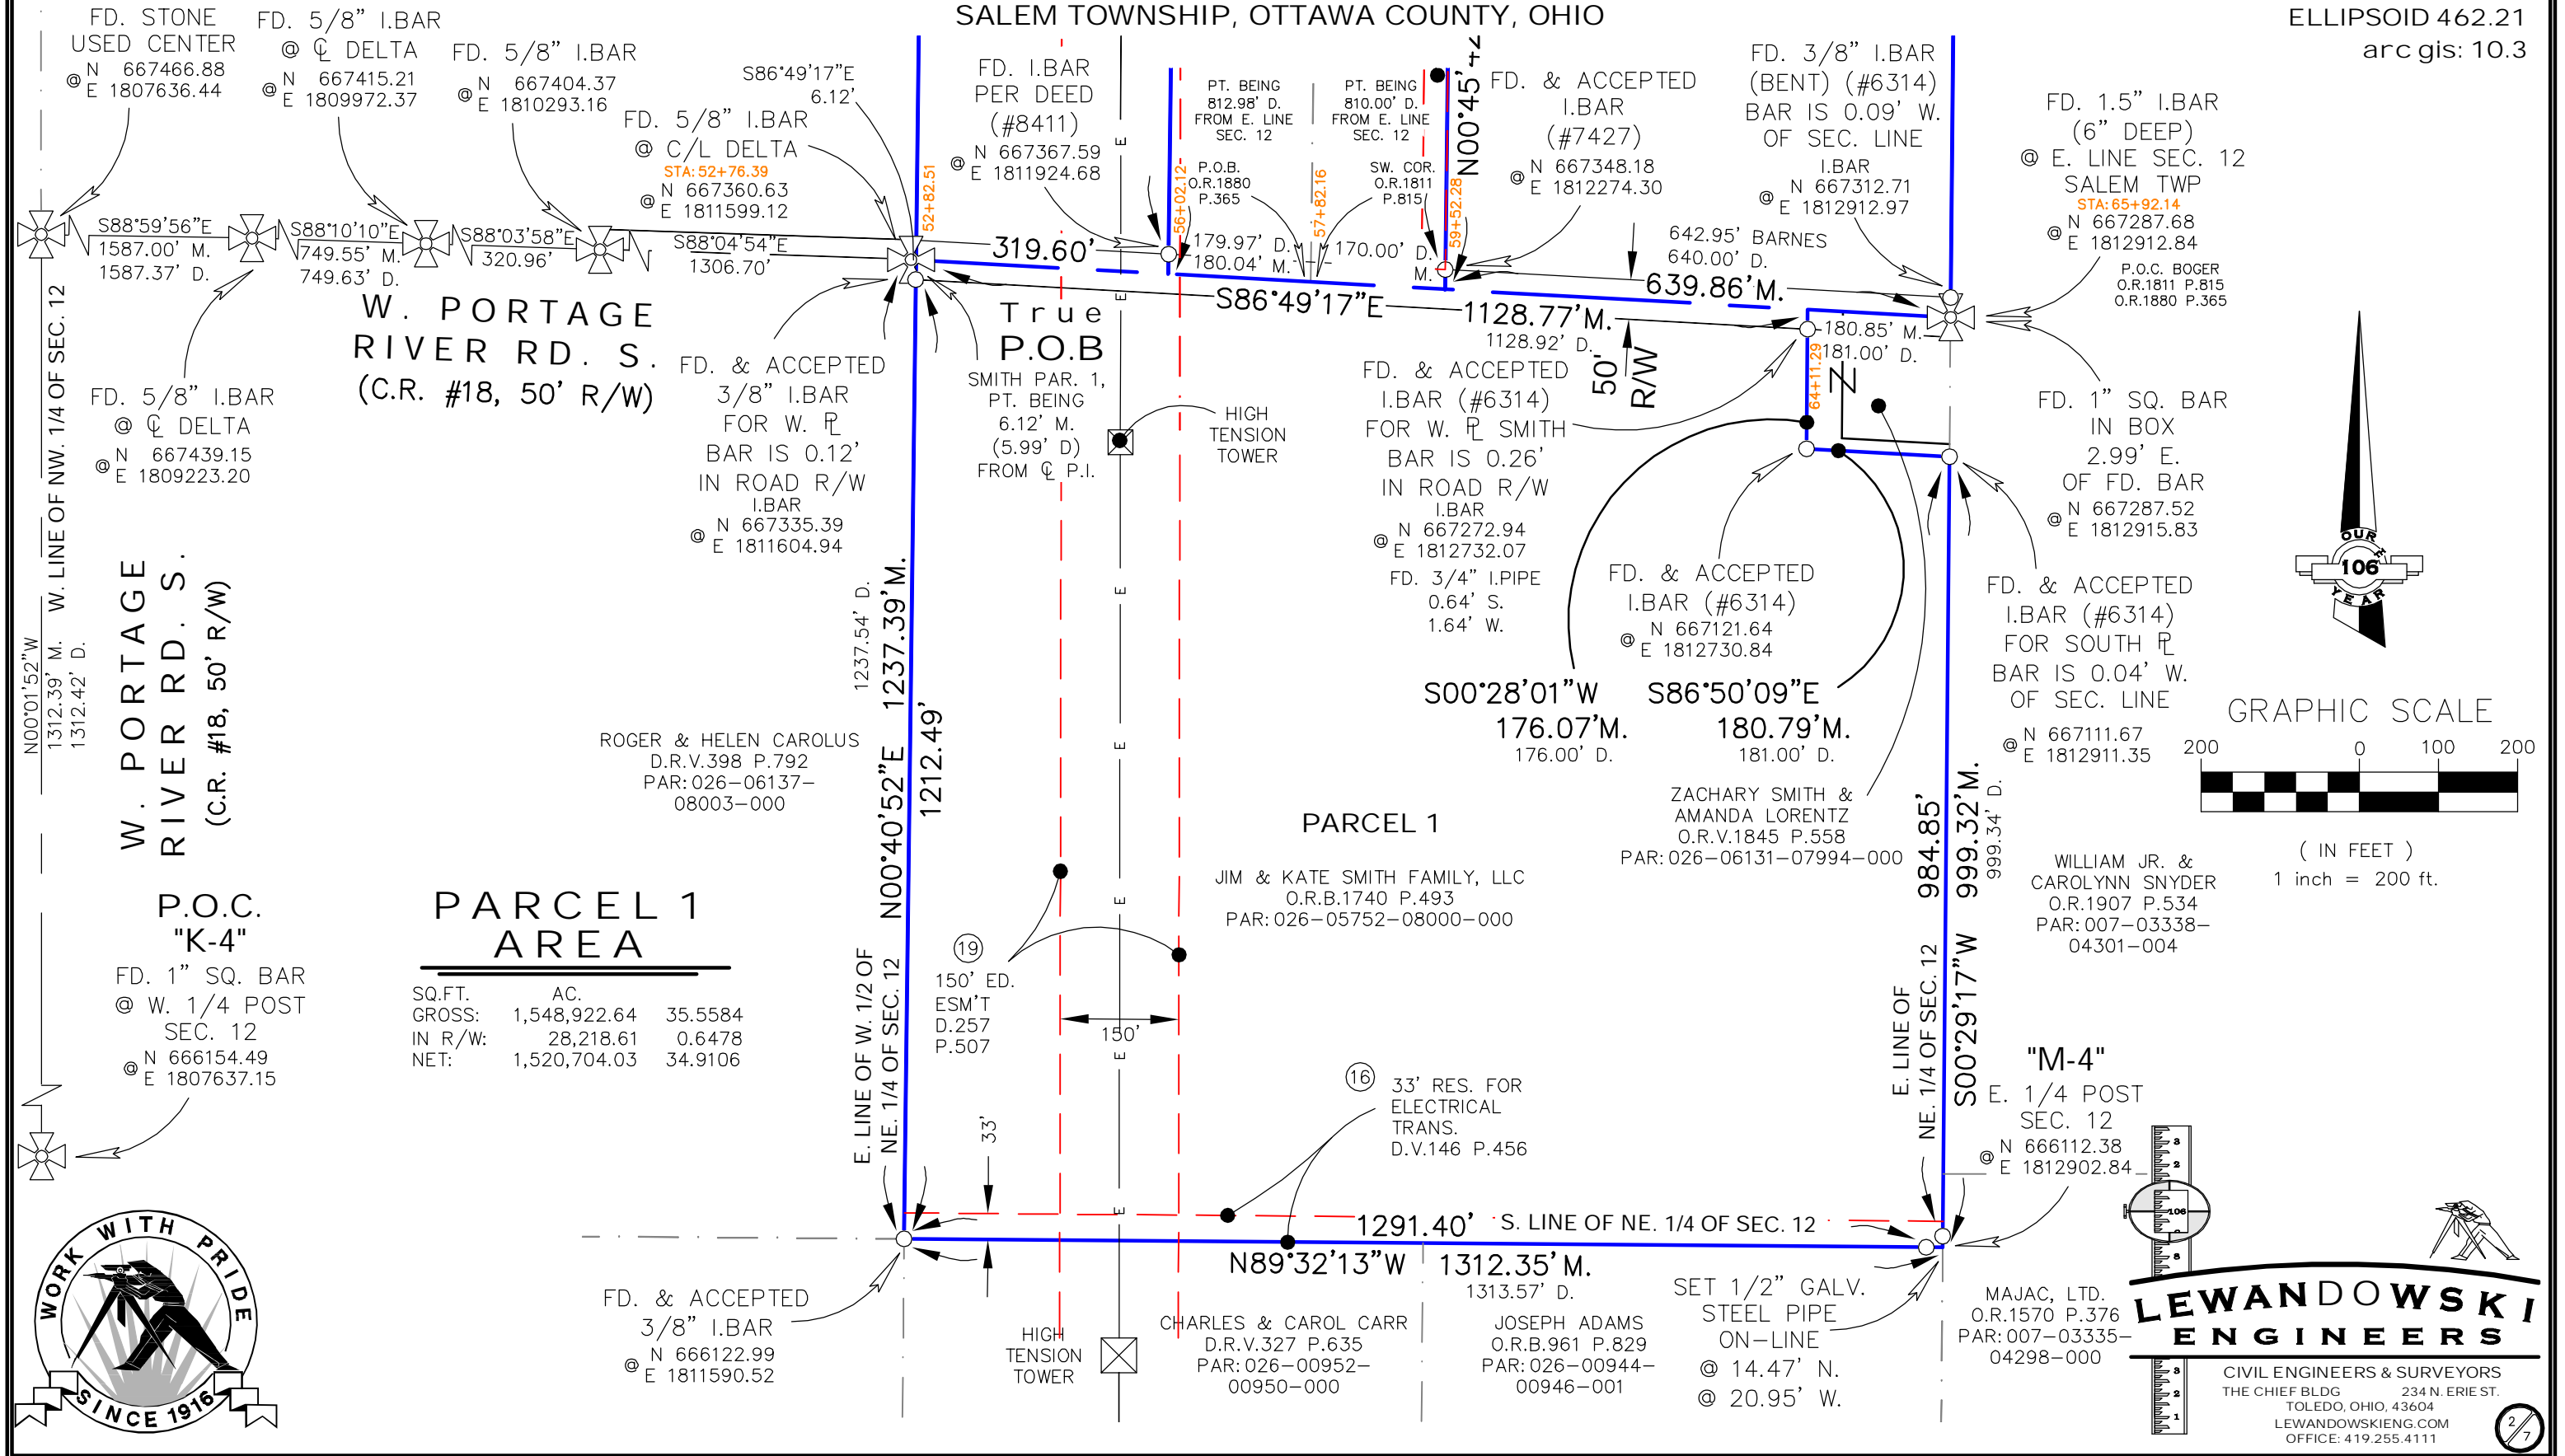 SALEM TOWNSHIP, OTTAWA COUNTY, OHIO
ELLIPSOID 462.21
arc gis: 10.3
FD. STONE
USED CENTER
@ N 667466.88
E 1807636.44
FD. 5/8" I.BAR
@ ℄ DELTA
@ N 667415.21
E 1809972.37
FD. 5/8" I.BAR
@ N 667404.37
E 1810293.16
FD. 5/8" I.BAR
@ C/L DELTA
STA: 52+76.39
@ N 667360.63
E 1811599.12
S86°49'17"E
6.12'
FD. I.BAR
PER DEED
(#8411)
@ N 667367.59
E 1811924.68
PT. BEING
812.98' D.
FROM E. LINE
SEC. 12
P.O.B.
O.R.1880
P.365
PT. BEING
810.00' D.
FROM E. LINE
SEC. 12
SW. COR.
O.R.1811
P.815
N00°45'42
FD. & ACCEPTED
I.BAR
(#7427)
@ N 667348.18
E 1812274.30
FD. 3/8" I.BAR
(BENT) (#6314)
BAR IS 0.09' W.
OF SEC. LINE
I.BAR
@ N 667312.71
E 1812912.97
FD. 1.5" I.BAR
(6" DEEP)
@ E. LINE SEC. 12
SALEM TWP
STA: 65+92.14
@ N 667287.68
E 1812912.84
P.O.C. BOGER
O.R.1811 P.815
O.R.1880 P.365
52+82.51
56+02.12
57+82.16
59+52.28
64+11.29
S88°59'56"E
1587.00' M.
1587.37' D.
S88°10'10"E
749.55' M.
749.63' D.
S88°03'58"E
320.96'
S88°04'54"E
1306.70'
319.60'
179.97' D.
180.04' M.
170.00' D.
M.
642.95' BARNES
640.00' D.
639.86'M.
S86°49'17"E
1128.77'M.
1128.92' D.
180.85' M.
181.00' D.
50'
R/W
W. PORTAGE
RIVER RD. S.
(C.R. #18, 50' R/W)
FD. 5/8" I.BAR
@ ℄ DELTA
@ N 667439.15
E 1809223.20
FD. & ACCEPTED
3/8" I.BAR
FOR W. ⅊
BAR IS 0.12'
IN ROAD R/W
I.BAR
@ N 667335.39
E 1811604.94
True
P.O.B
SMITH PAR. 1,
PT. BEING
6.12' M.
(5.99' D)
FROM ℄ P.I.
HIGH
TENSION
TOWER
FD. & ACCEPTED
I.BAR (#6314)
FOR W. ⅊ SMITH
BAR IS 0.26'
IN ROAD R/W
I.BAR
@ N 667272.94
E 1812732.07
FD. 3/4" I.PIPE
0.64' S.
1.64' W.
FD. & ACCEPTED
I.BAR (#6314)
@ N 667121.64
E 1812730.84
FD. 1" SQ. BAR
IN BOX
2.99' E.
OF FD. BAR
@ N 667287.52
E 1812915.83
FD. & ACCEPTED
I.BAR (#6314)
FOR SOUTH ⅊
BAR IS 0.04' W.
OF SEC. LINE
@ N 667111.67
E 1812911.35
OUR
106
TH
YEAR
GRAPHIC SCALE
200 0 100 200
( IN FEET )
1 inch = 200 ft.
W. LINE OF NW. 1/4 OF SEC. 12
N00°01'52"W
1312.39' M.
1312.42' D.
W. PORTAGE
RIVER RD. S.
(C.R. #18, 50' R/W)
1237.54' D.
N00°40'52"E 1237.39'M.
1212.49'
ROGER & HELEN CAROLUS
D.R.V.398 P.792
PAR: 026-06137-
08003-000
S00°28'01"W
176.07'M.
176.00' D.
S86°50'09"E
180.79'M.
181.00' D.
ZACHARY SMITH &
AMANDA LORENTZ
O.R.V.1845 P.558
PAR: 026-06131-07994-000
PARCEL 1
JIM & KATE SMITH FAMILY, LLC
O.R.B.1740 P.493
PAR: 026-05752-08000-000
984.85'
S00°29'17"W 999.32'M.
999.34' D.
WILLIAM JR. &
CAROLYNN SNYDER
O.R.1907 P.534
PAR: 007-03338-
04301-004
P.O.C.
"K-4"
FD. 1" SQ. BAR
@ W. 1/4 POST
SEC. 12
@ N 666154.49
E 1807637.15
PARCEL 1
AREA
SQ.FT. AC.
GROSS: 1,548,922.64 35.5584
IN R/W: 28,218.61 0.6478
NET: 1,520,704.03 34.9106
E. LINE OF W. 1/2 OF
NE. 1/4 OF SEC. 12
19
150' ED.
ESM'T
D.257
P.507
150'
33'
16
33' RES. FOR
ELECTRICAL
TRANS.
D.V.146 P.456
E. LINE OF
NE. 1/4 OF SEC. 12
"M-4"
E. 1/4 POST
SEC. 12
@ N 666112.38
E 1812902.84
1291.40' S. LINE OF NE. 1/4 OF SEC. 12
N89°32'13"W 1312.35'M.
1313.57' D.
FD. & ACCEPTED
3/8" I.BAR
@ N 666122.99
E 1811590.52
HIGH
TENSION
TOWER
CHARLES & CAROL CARR
D.R.V.327 P.635
PAR: 026-00952-
00950-000
JOSEPH ADAMS
O.R.B.961 P.829
PAR: 026-00944-
00946-001
SET 1/2" GALV.
STEEL PIPE
ON-LINE
@ 14.47' N.
@ 20.95' W.
MAJAC, LTD.
O.R.1570 P.376
PAR: 007-03335-
04298-000
WORK WITH PRIDE
SINCE 1916
106
LEWANDOWSKI
ENGINEERS
CIVIL ENGINEERS & SURVEYORS
THE CHIEF BLDG 234 N. ERIE ST.
TOLEDO, OHIO, 43604
LEWANDOWSKIENG.COM
OFFICE: 419.255.4111
2/7